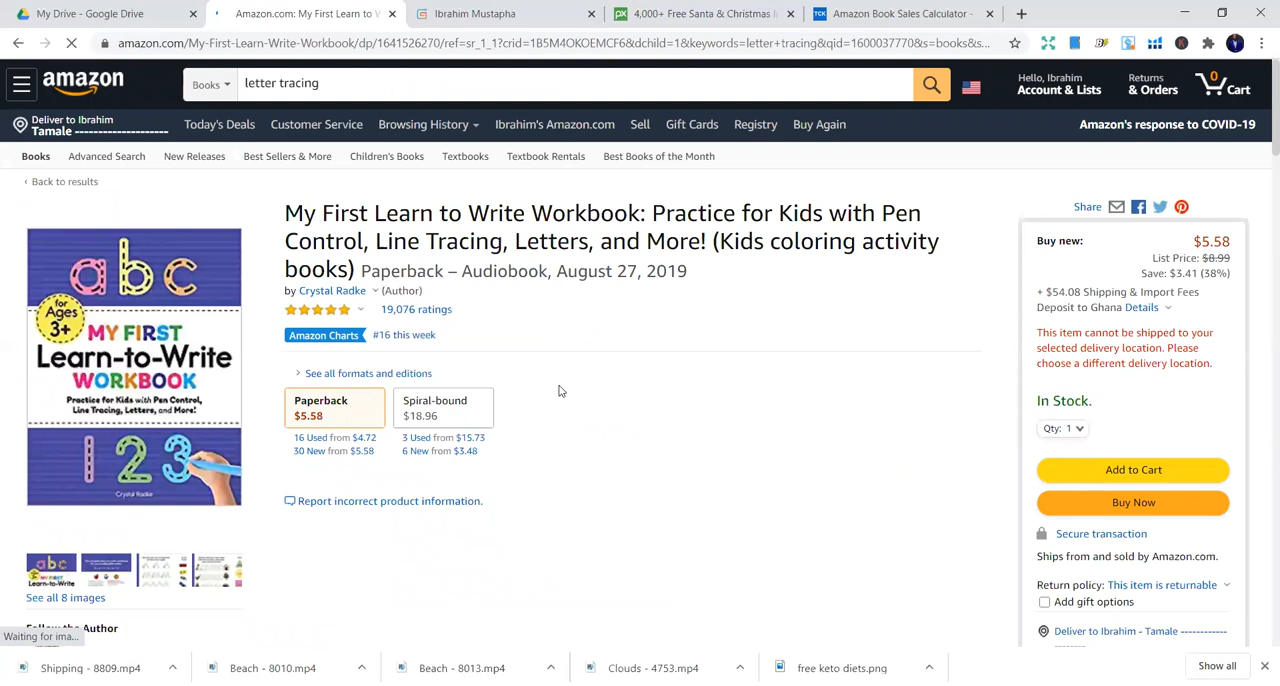 My Drive - Google Drive
Amazon.com: My First Learn to W
Ibrahim Mustapha
4,000+ Free Santa & Christmas I
Amazon Book Sales Calculator -
amazon.com/My-First-Learn-Write-Workbook/dp/1641526270/ref=sr_1_1?crid=1B5M4OKOEMCF6&dchild=1&keywords=letter+tracing&qid=1600037770&s=books&s...
amazon
Books
letter tracing
Hello, Ibrahim
Account & Lists
Returns
& Orders
0
Cart
Deliver to Ibrahim
Tamale --------------------
Today's Deals Customer Service Browsing History Ibrahim's Amazon.com Sell Gift Cards Registry Buy Again
Amazon's response to COVID-19
Books Advanced Search New Releases Best Sellers & More Children's Books Textbooks Textbook Rentals Best Books of the Month
‹ Back to results
My First Learn to Write Workbook: Practice for Kids with Pen
Control, Line Tracing, Letters, and More! (Kids coloring activity
books) Paperback – Audiobook, August 27, 2019
by Crystal Radke (Author)
19,076 ratings
Amazon Charts #16 this week
See all formats and editions
Paperback
$5.58
16 Used from $4.72
30 New from $5.58
Spiral-bound
$18.96
3 Used from $15.73
6 New from $3.48
Report incorrect product information.
abc
for
Ages
3+
MY FIRST
Learn-to-Write
WORKBOOK
Practice for Kids with Pen Control,
Line Tracing, Letters, and More!
123
Crystal Radke
abc
MY FIRST
Learn-to-Write
See all 8 images
Follow the Author
Waiting for ima...
Share
Buy new: $5.58
List Price: $8.99
Save: $3.41 (38%)
+ $54.08 Shipping & Import Fees
Deposit to Ghana Details
This item cannot be shipped to your
selected delivery location. Please
choose a different delivery location.
In Stock.
Qty: 1
Add to Cart
Buy Now
Secure transaction
Ships from and sold by Amazon.com.
Return policy: This item is returnable
Add gift options
Deliver to Ibrahim - Tamale -----------
-------
Shipping - 8809.mp4
Beach - 8010.mp4
Beach - 8013.mp4
Clouds - 4753.mp4
free keto diets.png
Show all